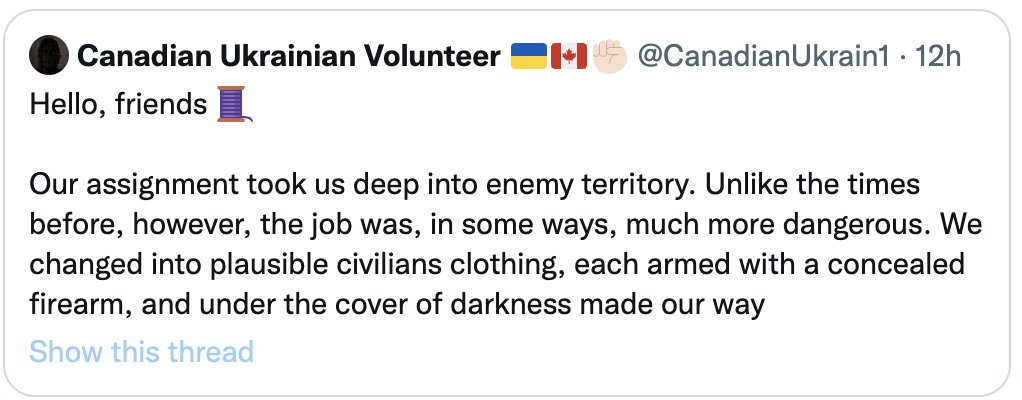 Canadian Ukrainian Volunteer 🇺🇦🇨🇦✊🏻 @CanadianUkrain1 · 12h
Hello, friends 🧵
Our assignment took us deep into enemy territory. Unlike the times
before, however, the job was, in some ways, much more dangerous. We
changed into plausible civilians clothing, each armed with a concealed
firearm, and under the cover of darkness made our way
Show this thread